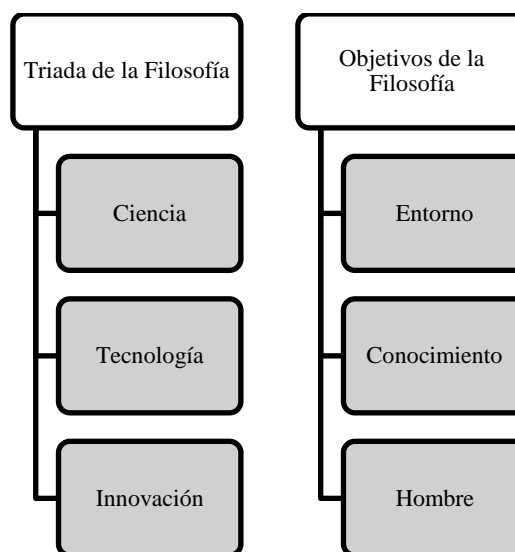 Triada de la Filosofía
Ciencia
Tecnología
Innovación
Objetivos de la
Filosofía
Entorno
Conocimiento
Hombre